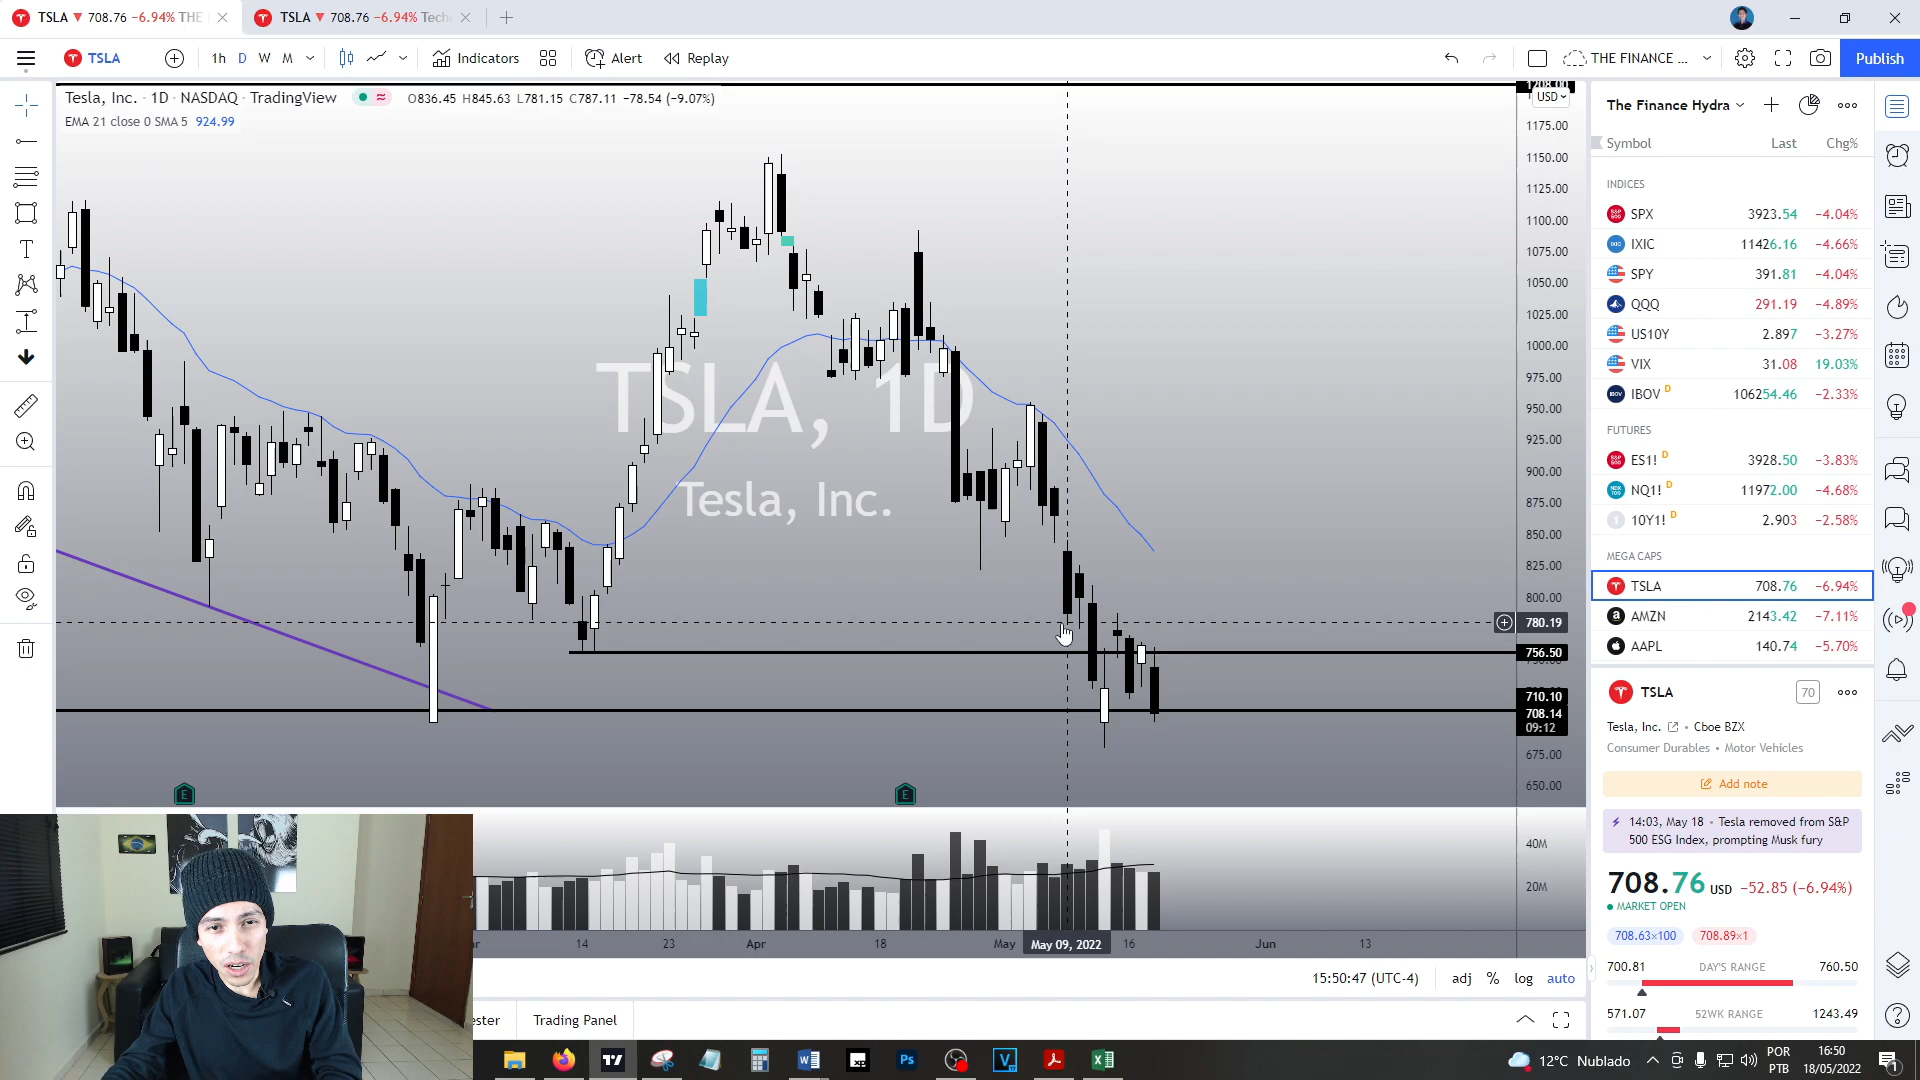 TSLA ▼ 708.76 −6.94% THE
TSLA ▼ 708.76 −6.94% Tech
TSLA
1h D W M
Indicators
Alert
Replay
THE FINANCE ...
Publish
Tesla, Inc. · 1D · NASDAQ · TradingView
O836.45 H845.63 L781.15 C787.11 −78.54 (−9.07%)
EMA 21 close 0 SMA 5 924.99
TSLA, 1D
Tesla, Inc.
1208.00
USD
1175.00
1150.00
1125.00
1100.00
1075.00
1050.00
1025.00
1000.00
975.00
950.00
925.00
900.00
875.00
850.00
825.00
800.00
780.19
756.50
710.10
708.14
09:12
675.00
650.00
E
E
40M
20M
14 23 Apr 18 May May 09, 2022 16 Jun 13
15:50:47 (UTC-4) adj % log auto
ester
Trading Panel
The Finance Hydra
Symbol Last Chg%
INDICES
SPX 3923.54 −4.04%
IXIC 11426.16 −4.66%
SPY 391.81 −4.04%
QQQ 291.19 −4.89%
US10Y 2.897 −3.27%
VIX 31.08 19.03%
IBOV D 106254.46 −2.33%
FUTURES
ES1! D 3928.50 −3.83%
NQ1! D 11972.00 −4.68%
10Y1! D 2.903 −2.58%
MEGA CAPS
TSLA 708.76 −6.94%
AMZN 2143.42 −7.11%
AAPL 140.74 −5.70%
TSLA
70
Tesla, Inc. • Cboe BZX
Consumer Durables • Motor Vehicles
Add note
14:03, May 18 • Tesla removed from S&P
500 ESG Index, prompting Musk fury
708.76 USD −52.85 (−6.94%)
MARKET OPEN
708.63×100 708.89×1
700.81 DAY'S RANGE 760.50
571.07 52WK RANGE 1243.49
12°C Nublado
POR
PTB
16:50
18/05/2022
1